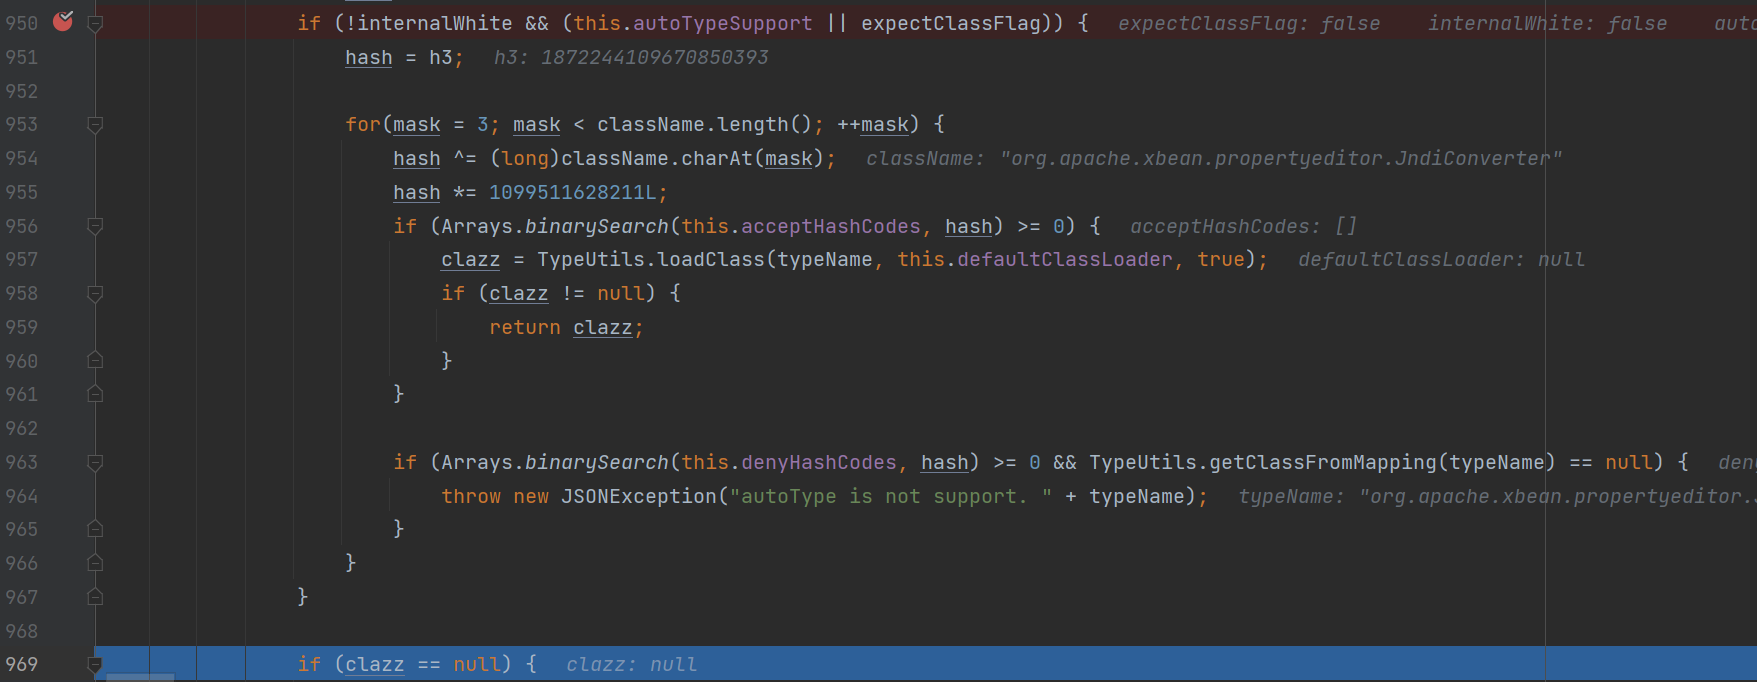 950 if (!internalWhite && (this.autoTypeSupport || expectClassFlag)) { expectClassFlag: false internalWhite: false
951 hash = h3; h3: 1872244109670850393
952
953 for(mask = 3; mask < className.length(); ++mask) {
954 hash ^= (long)className.charAt(mask); className: "org.apache.xbean.propertyeditor.JndiConverter"
955 hash *= 1099511628211L;
956 if (Arrays.binarySearch(this.acceptHashCodes, hash) >= 0) { acceptHashCodes: []
957 clazz = TypeUtils.loadClass(typeName, this.defaultClassLoader, true); defaultClassLoader: null
958 if (clazz != null) {
959 return clazz;
960 }
961 }
962
963 if (Arrays.binarySearch(this.denyHashCodes, hash) >= 0 && TypeUtils.getClassFromMapping(typeName) == null) {
964 throw new JSONException("autoType is not support. " + typeName); typeName: "org.apache.xbean.propertyeditor.
965 }
966 }
967 }
968
969 if (clazz == null) { clazz: null